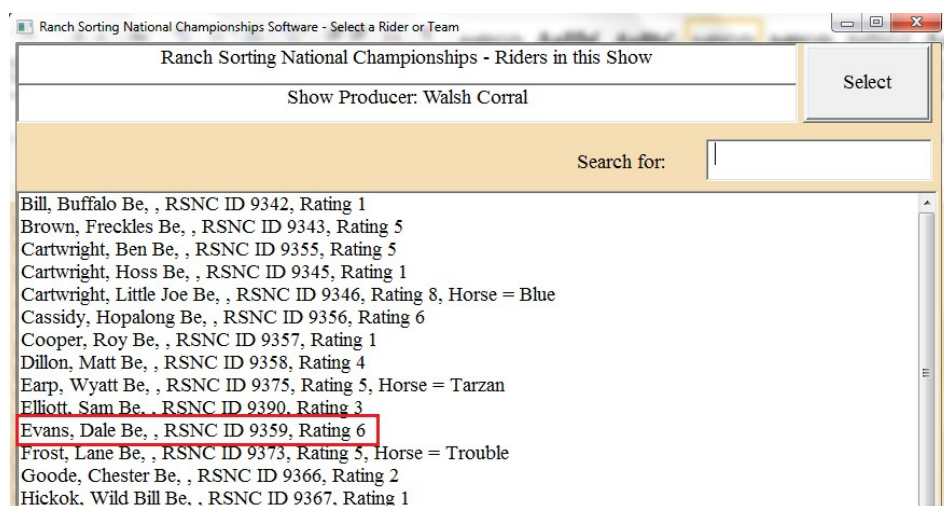 Ranch Sorting National Championships Software - Select a Rider or Team
Ranch Sorting National Championships - Riders in this Show
Select
Show Producer: Walsh Corral
Search for:
Bill, Buffalo Be, , RSNC ID 9342, Rating 1
Brown, Freckles Be, , RSNC ID 9343, Rating 5
Cartwright, Ben Be, , RSNC ID 9355, Rating 5
Cartwright, Hoss Be, , RSNC ID 9345, Rating 1
Cartwright, Little Joe Be, , RSNC ID 9346, Rating 8, Horse = Blue
Cassidy, Hopalong Be, , RSNC ID 9356, Rating 6
Cooper, Roy Be, , RSNC ID 9357, Rating 1
Dillon, Matt Be, , RSNC ID 9358, Rating 4
Earp, Wyatt Be, , RSNC ID 9375, Rating 5, Horse = Tarzan
Elliott, Sam Be, , RSNC ID 9390, Rating 3
Evans, Dale Be, , RSNC ID 9359, Rating 6
Frost, Lane Be, , RSNC ID 9373, Rating 5, Horse = Trouble
Goode, Chester Be, , RSNC ID 9366, Rating 2
Hickok, Wild Bill Be, , RSNC ID 9367, Rating 1